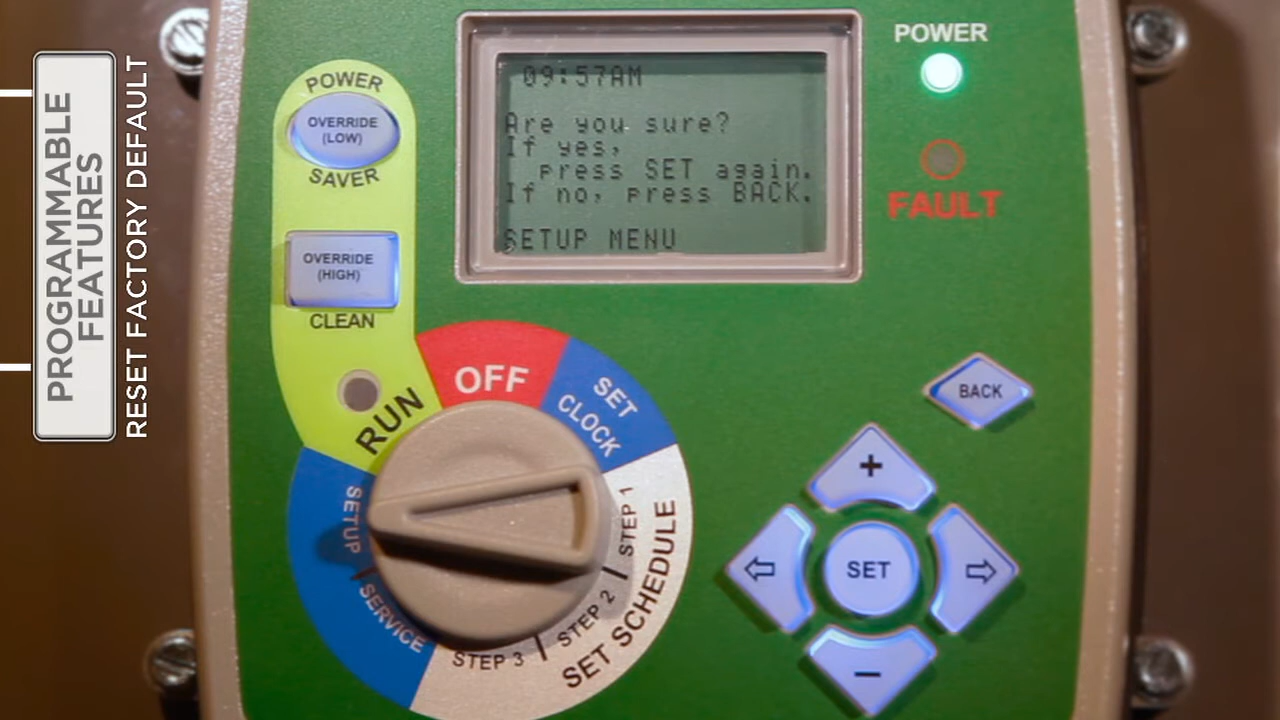 PROGRAMMABLE
FEATURES
RESET FACTORY DEFAULT
POWER
OVERRIDE
(LOW)
SAVER
OVERRIDE
(HIGH)
CLEAN
RUN
OFF
SET
CLOCK
SETUP
SERVICE
STEP 1
STEP 2
STEP 3
SET SCHEDULE
09:57AM
Are you sure?
If yes,
press SET again.
If no, press BACK.
SETUP MENU
POWER
FAULT
BACK
+
SET
−